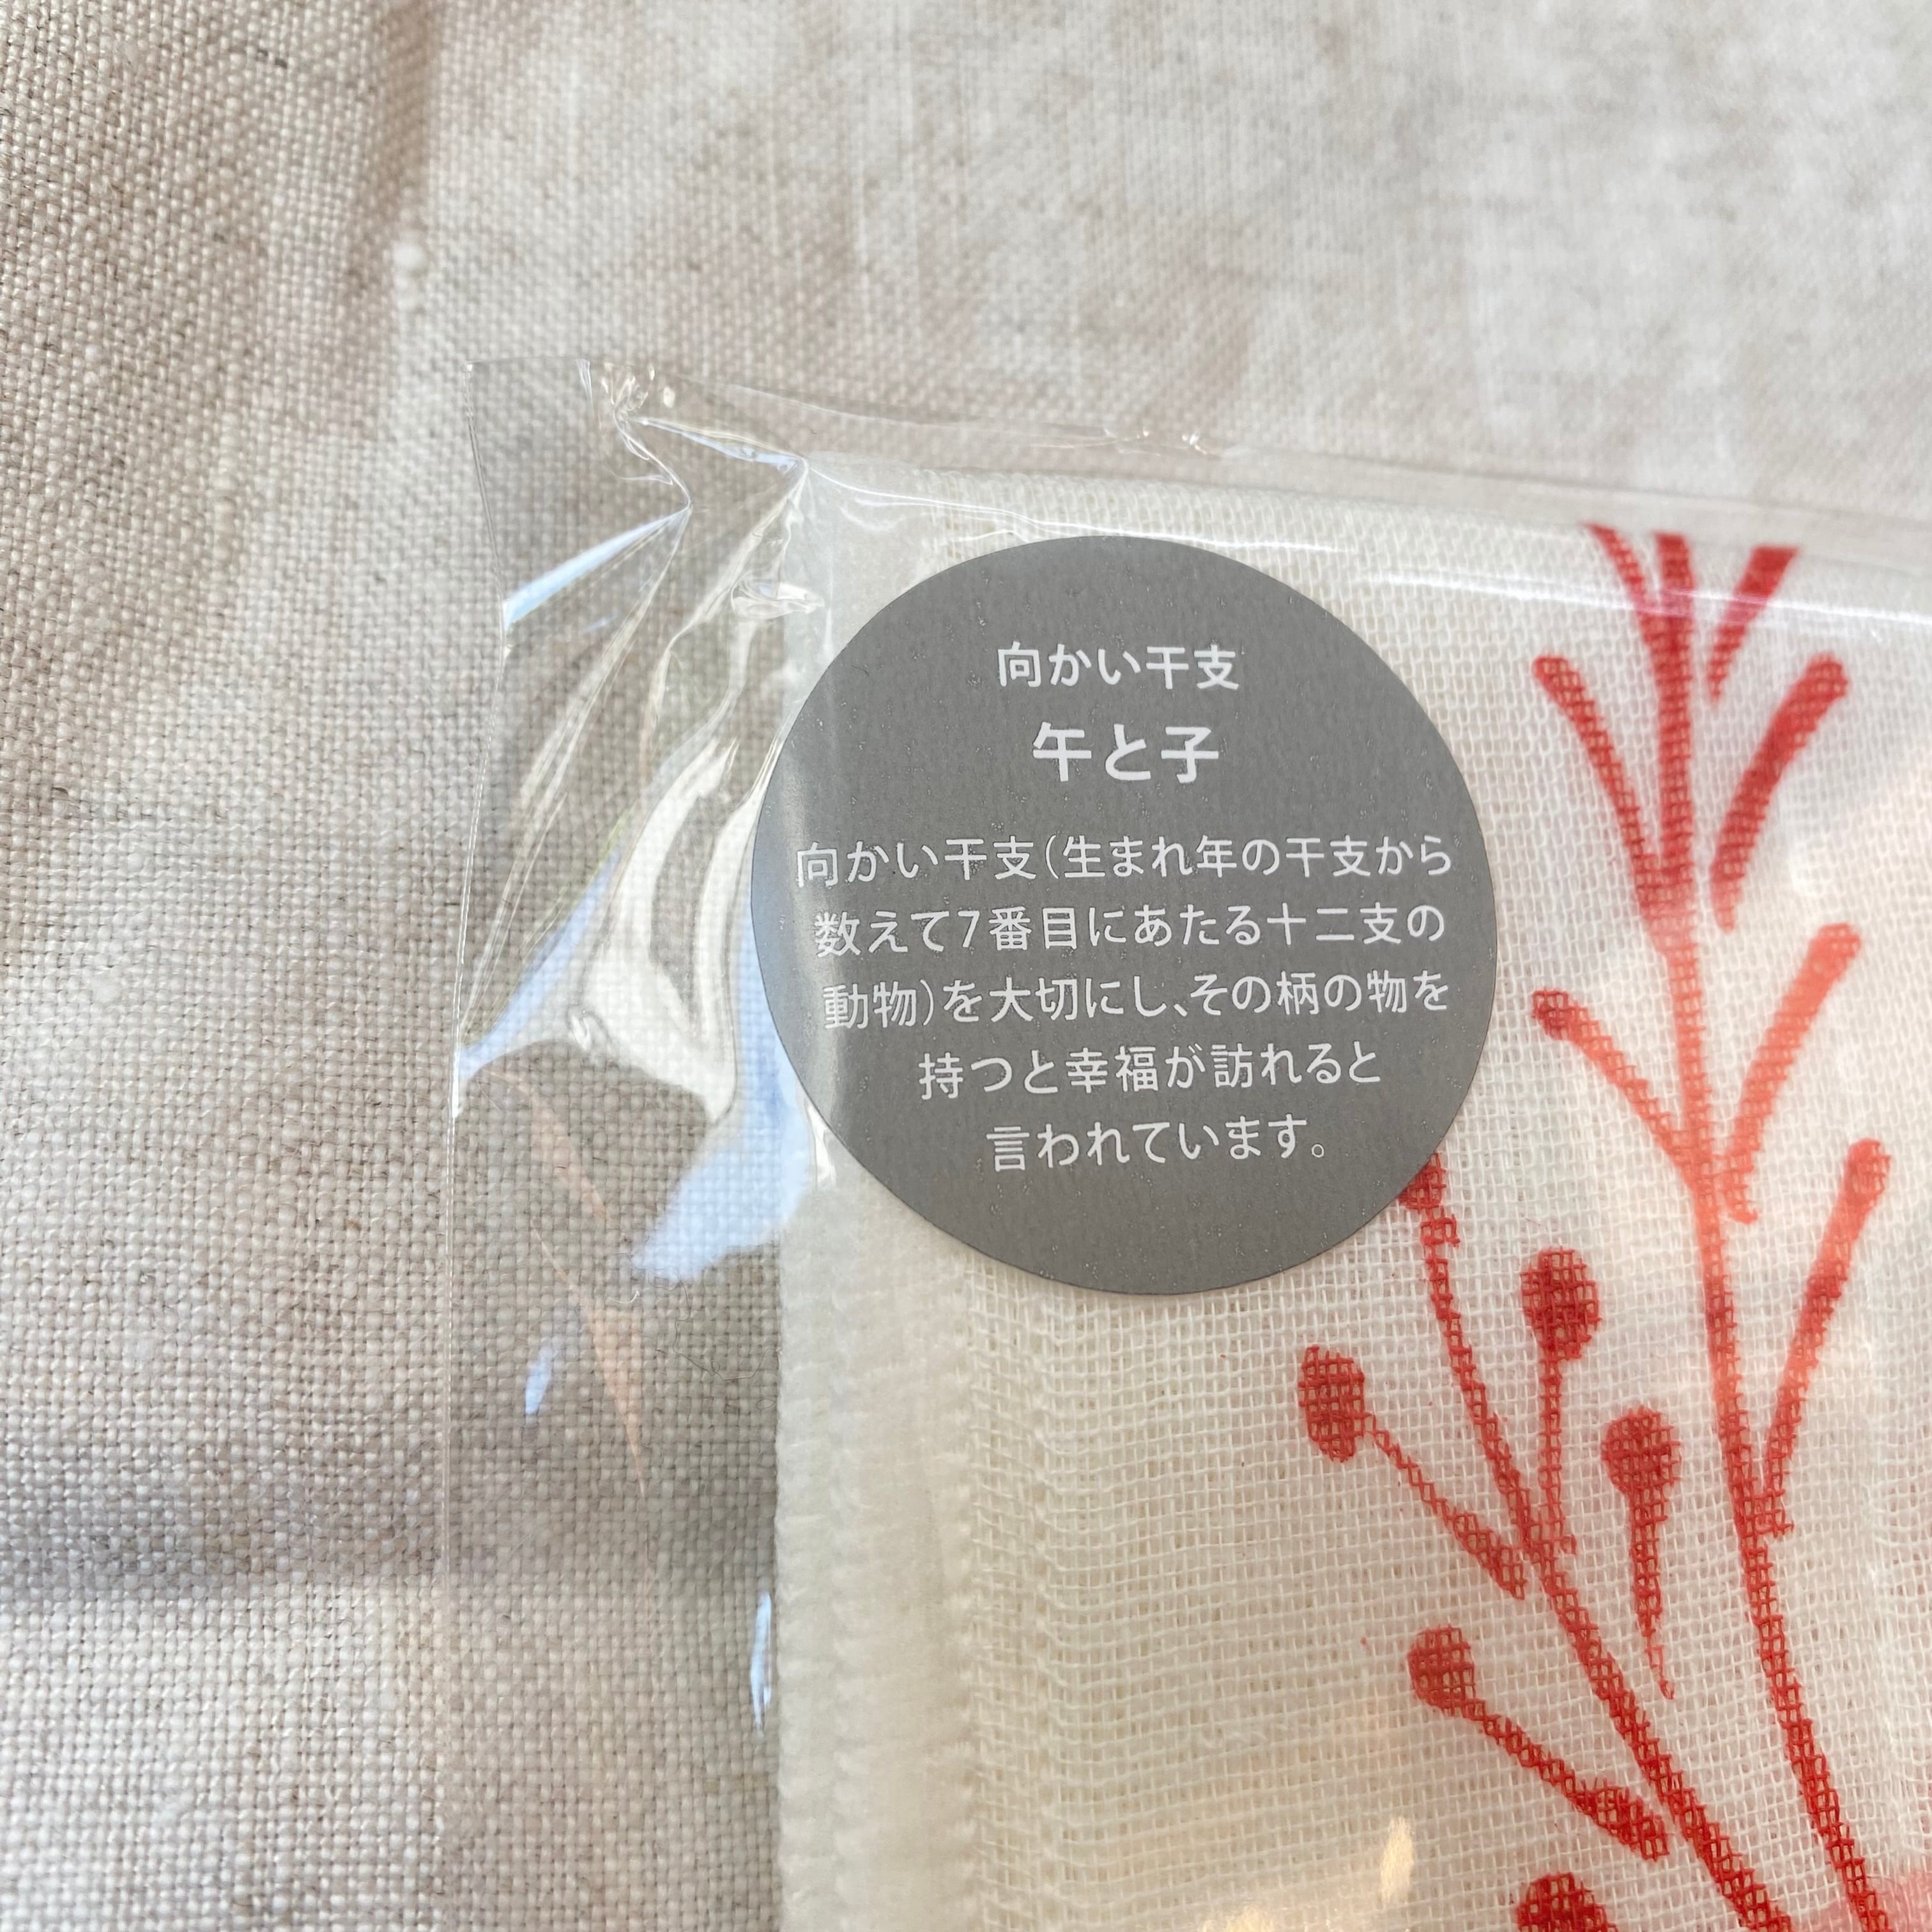 向かい干支
午と子
向かい干支(生まれ年の干支から
数えて7番目にあたる十二支の
動物)を大切にし、その柄の物を
持つと幸福が訪れると
言われています。